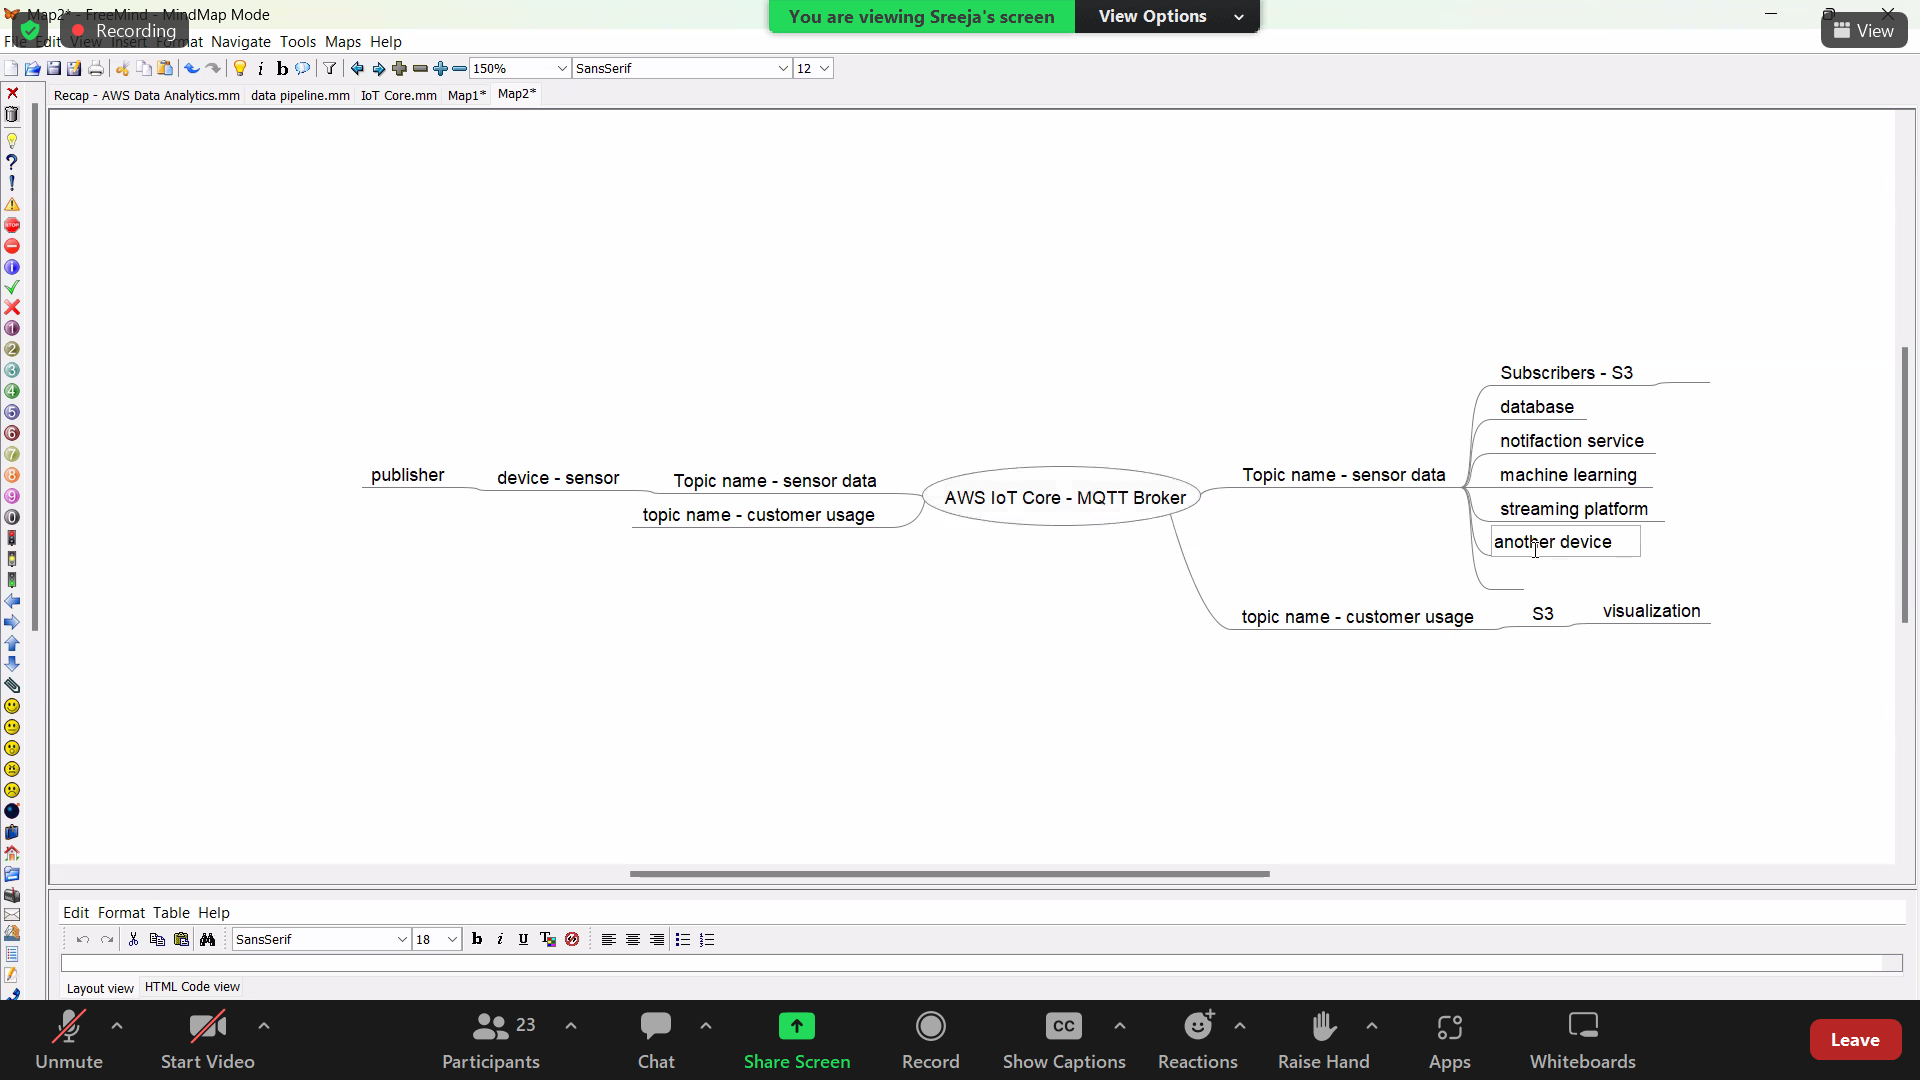 Map2* - FreeMind - MindMap Mode
You are viewing Sreeja's screen
View Options
Recording
View
File Edit View Insert Format Navigate Tools Maps Help
150%
SansSerif
12
Recap - AWS Data Analytics.mm
data pipeline.mm
IoT Core.mm
Map1*
Map2*
Subscribers - S3
database
notifaction service
publisher
device - sensor
Topic name - sensor data
topic name - customer usage
AWS IoT Core - MQTT Broker
Topic name - sensor data
machine learning
streaming platform
another device
topic name - customer usage
S3
visualization
Edit Format Table Help
SansSerif
18
Layout view
HTML Code view
Unmute
Start Video
23
Participants
Chat
Share Screen
Record
CC
Show Captions
Reactions
Raise Hand
Apps
Whiteboards
Leave